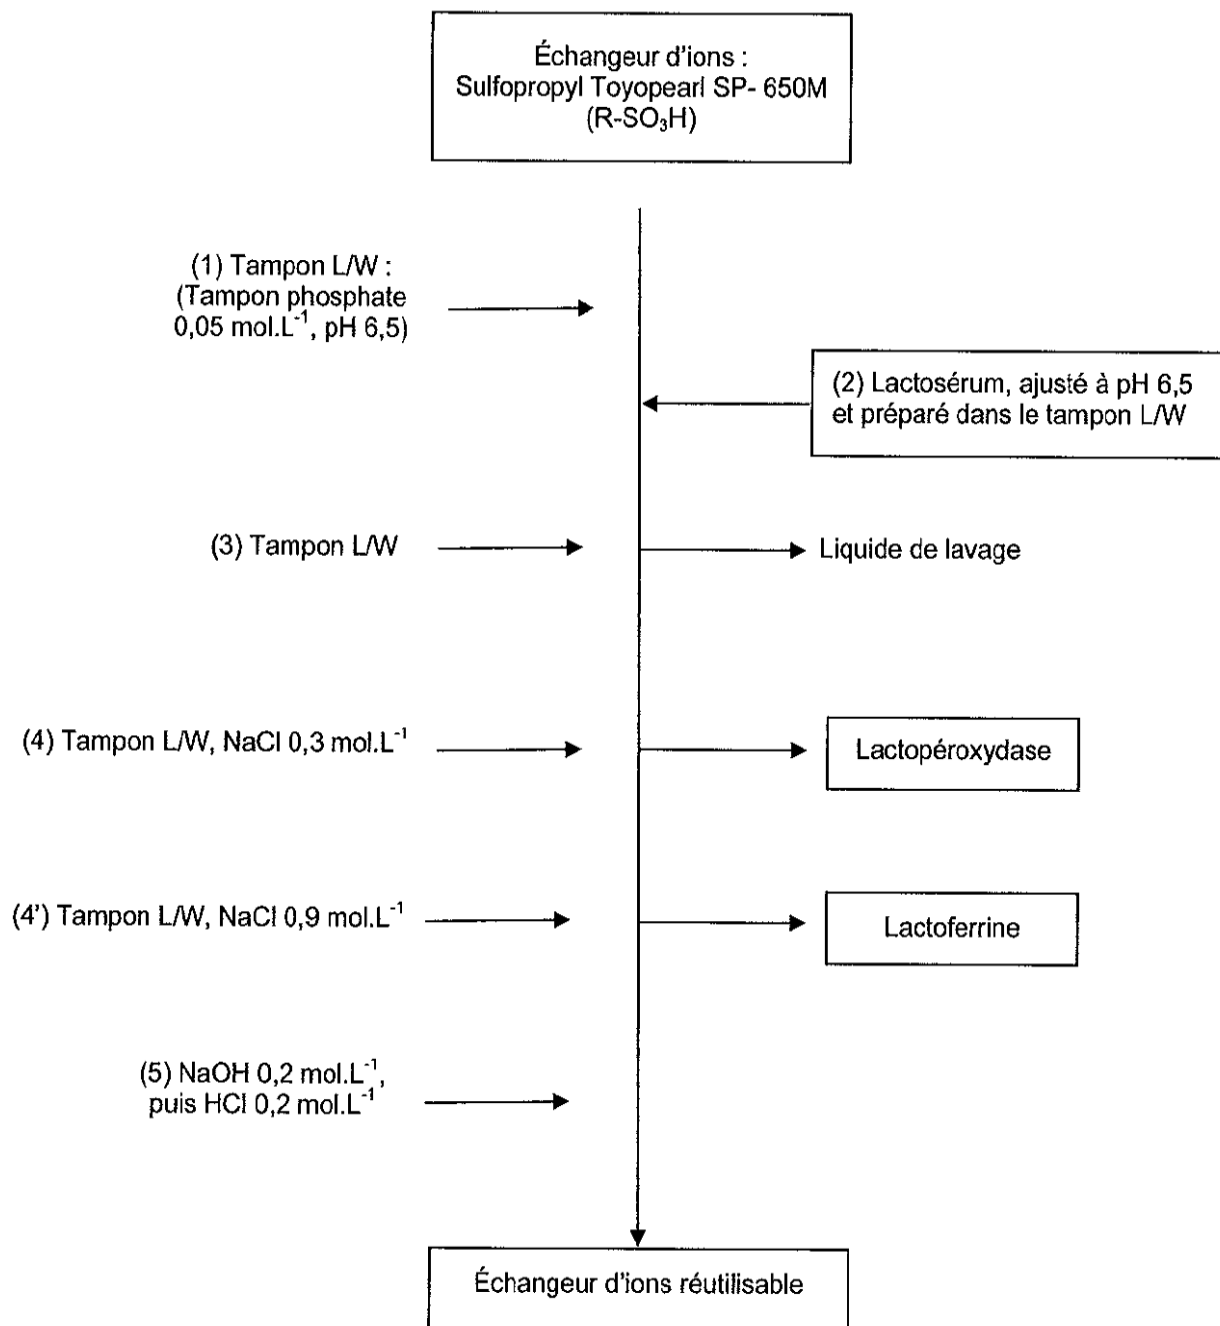 Échangeur d'ions :
Sulfopropyl Toyopearl SP- 650M
(R-SO₃H)
(1) Tampon L/W :
(Tampon phosphate
0,05 mol.L⁻¹, pH 6,5)
(2) Lactosérum, ajusté à pH 6,5
et préparé dans le tampon L/W
(3) Tampon L/W
Liquide de lavage
(4) Tampon L/W, NaCl 0,3 mol.L⁻¹
Lactopéroxydase
(4') Tampon L/W, NaCl 0,9 mol.L⁻¹
Lactoferrine
(5) NaOH 0,2 mol.L⁻¹,
puis HCl 0,2 mol.L⁻¹
Échangeur d'ions réutilisable